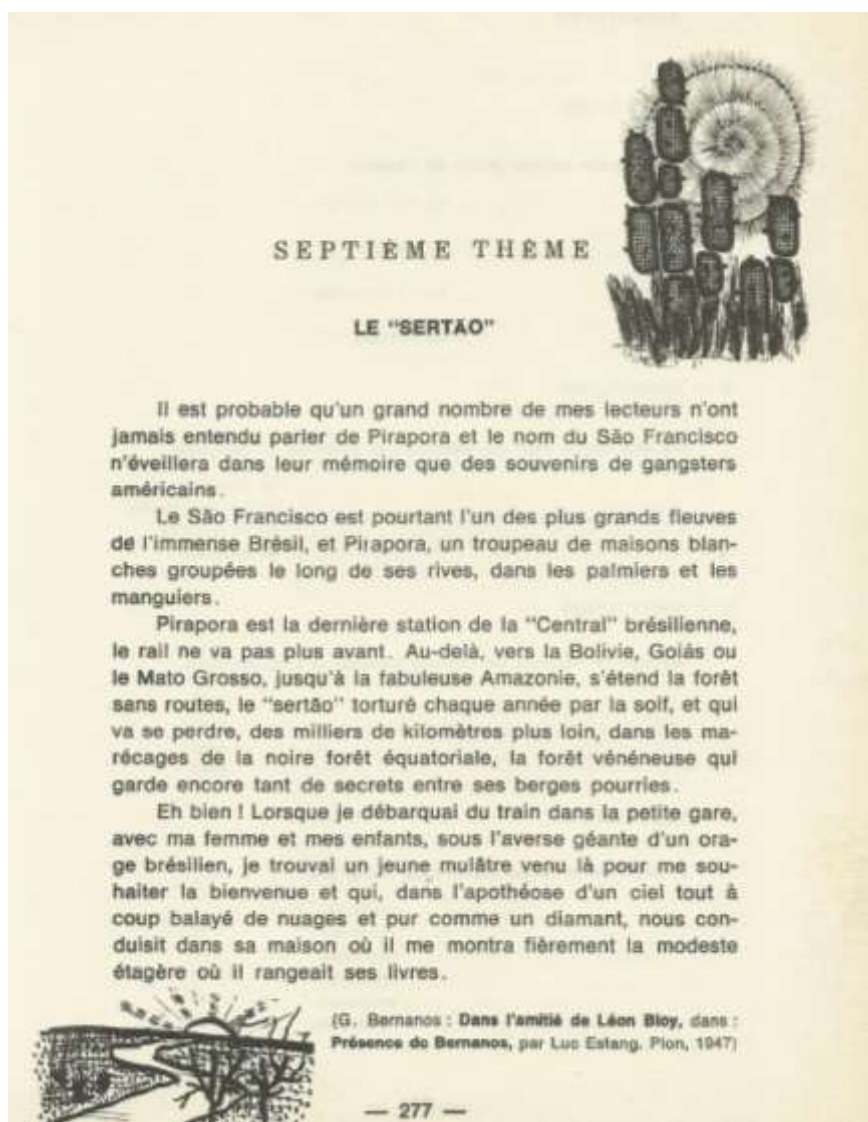 SEPTIÈME THÈME
LE "SERTÃO"
Il est probable qu'un grand nombre de mes lecteurs n'ont
jamais entendu parler de Pirapora et le nom du São Francisco
n'éveillera dans leur mémoire que des souvenirs de gangsters
américains.
Le São Francisco est pourtant l'un des plus grands fleuves
de l'immense Brésil, et Pirapora, un troupeau de maisons blan-
ches groupées le long de ses rives, dans les palmiers et les
manguiers.
Pirapora est la dernière station de la "Central" brésilienne,
le rail ne va pas plus avant. Au-delà, vers la Bolivie, Goiás ou
le Mato Grosso, jusqu'à la fabuleuse Amazonie, s'étend la forêt
sans routes, le "sertão" torturé chaque année par la soif, et qui
va se perdre, des milliers de kilomètres plus loin, dans les ma-
récages de la noire forêt équatoriale, la forêt vénéneuse qui
garde encore tant de secrets entre ses berges pourries.
Eh bien ! Lorsque je débarquai du train dans la petite gare,
avec ma femme et mes enfants, sous l'averse géante d'un ora-
ge brésilien, je trouvai un jeune mulâtre venu là pour me sou-
haiter la bienvenue et qui, dans l'apothéose d'un ciel tout à
coup balayé de nuages et pur comme un diamant, nous con-
duisit dans sa maison où il me montra fièrement la modeste
étagère où il rangeait ses livres.
(G. Bernanos : Dans l'amitié de Léon Bloy, dans :
Présence de Bernanos, par Luc Estang. Plon, 1947)
— 277 —